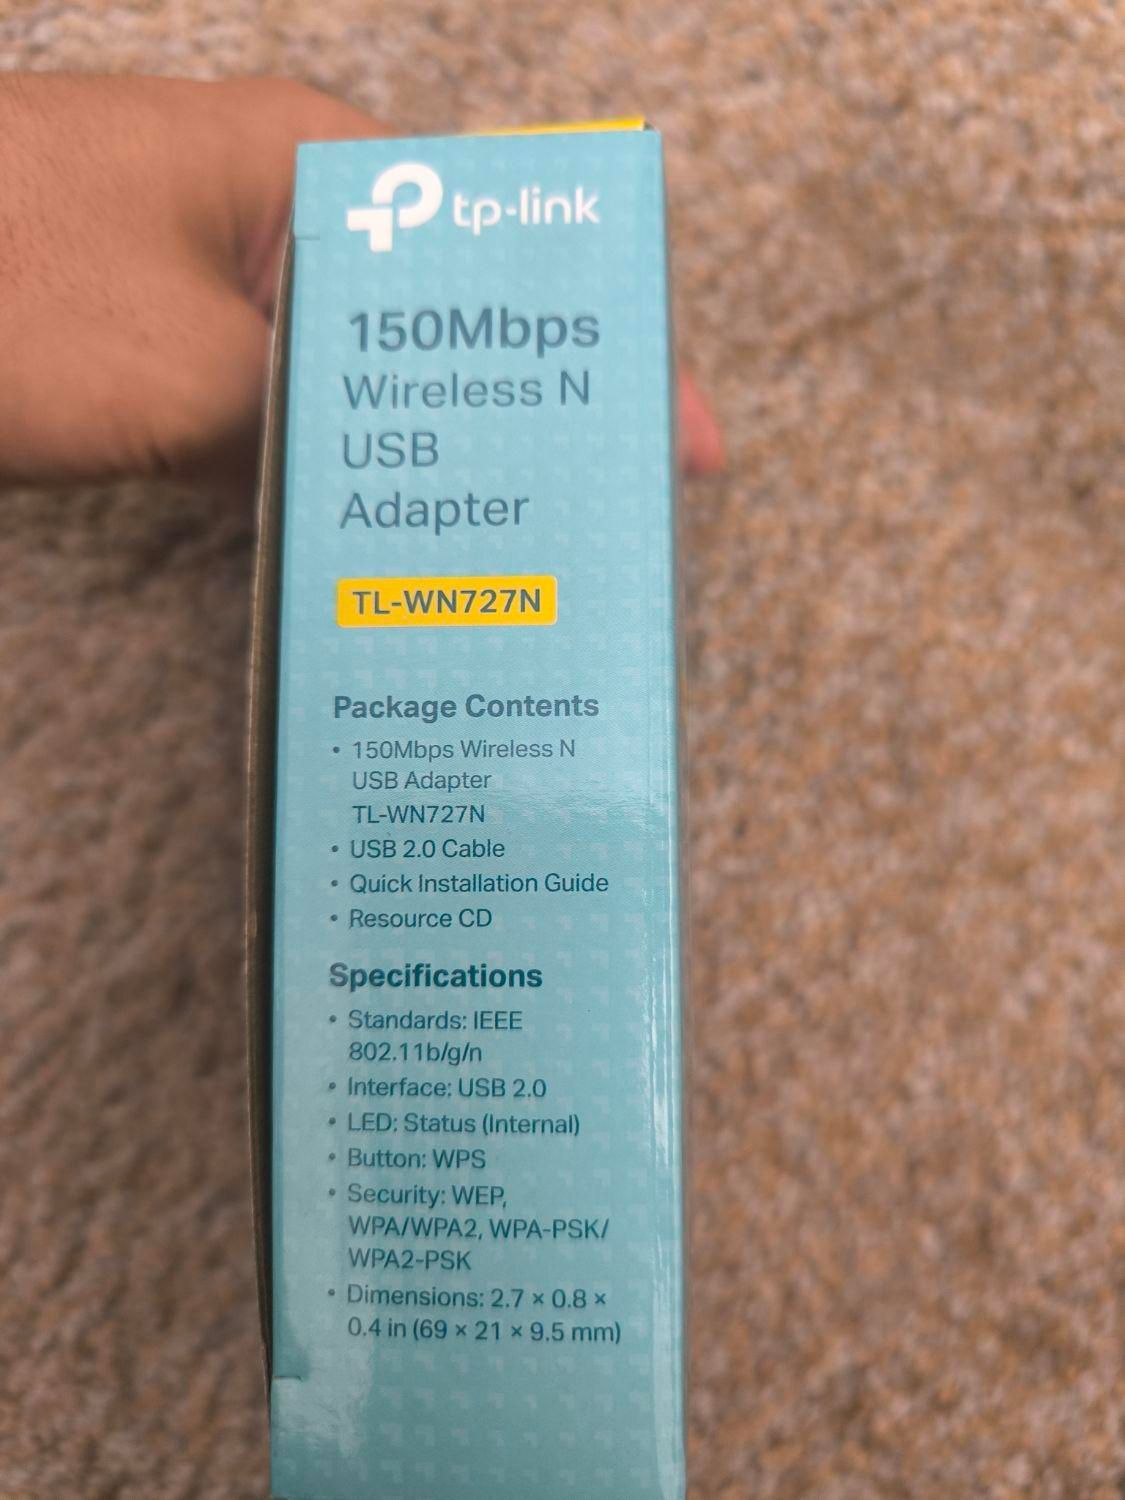 tp-link
150Mbps
Wireless N
USB
Adapter
TL-WN727N
Package Contents
• 150Mbps Wireless N
USB Adapter
TL-WN727N
• USB 2.0 Cable
• Quick Installation Guide
• Resource CD
Specifications
• Standards: IEEE
802.11b/g/n
• Interface: USB 2.0
• LED: Status (Internal)
• Button: WPS
• Security: WEP,
WPA/WPA2, WPA-PSK/
WPA2-PSK
• Dimensions: 2.7 × 0.8 ×
0.4 in (69 × 21 × 9.5 mm)